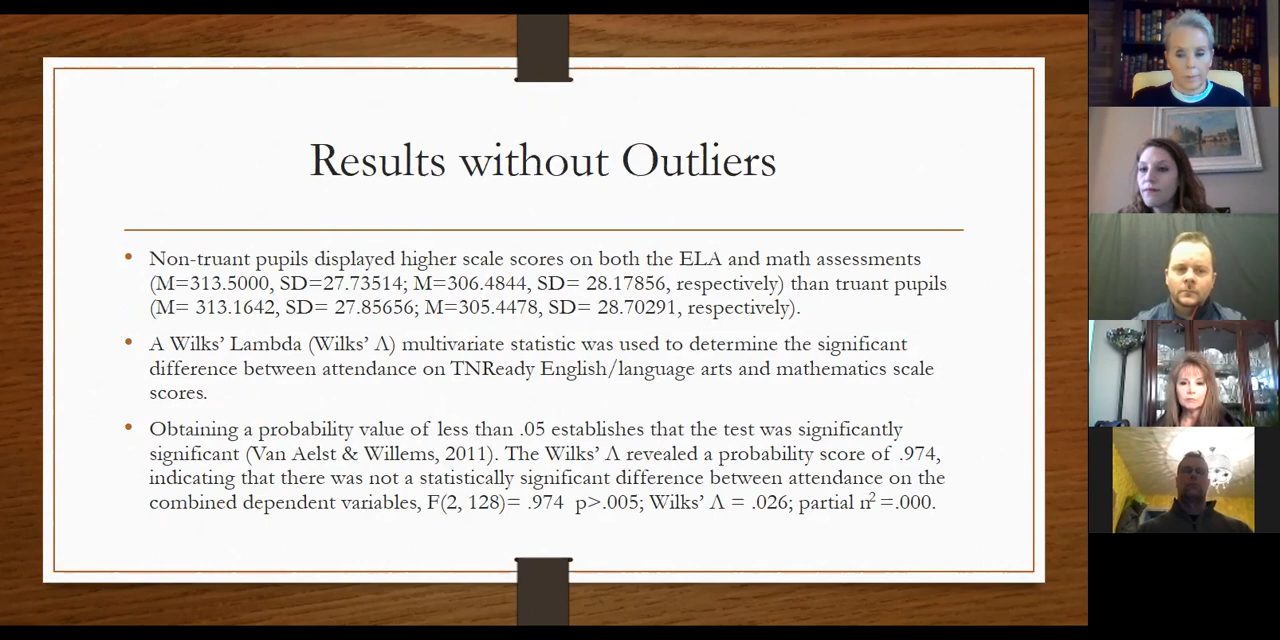 Results without Outliers
• Non-truant pupils displayed higher scale scores on both the ELA and math assessments
(M=313.5000, SD=27.73514; M=306.4844, SD= 28.17856, respectively) than truant pupils
(M= 313.1642, SD= 27.85656; M=305.4478, SD= 28.70291, respectively).
• A Wilks’ Lambda (Wilks’ Λ) multivariate statistic was used to determine the significant
difference between attendance on TNReady English/language arts and mathematics scale
scores.
• Obtaining a probability value of less than .05 establishes that the test was significantly
significant (Van Aelst & Willems, 2011). The Wilks’ Λ revealed a probability score of .974,
indicating that there was not a statistically significant difference between attendance on the
combined dependent variables, F(2, 128)= .974 p>.005; Wilks’ Λ = .026; partial n² =.000.